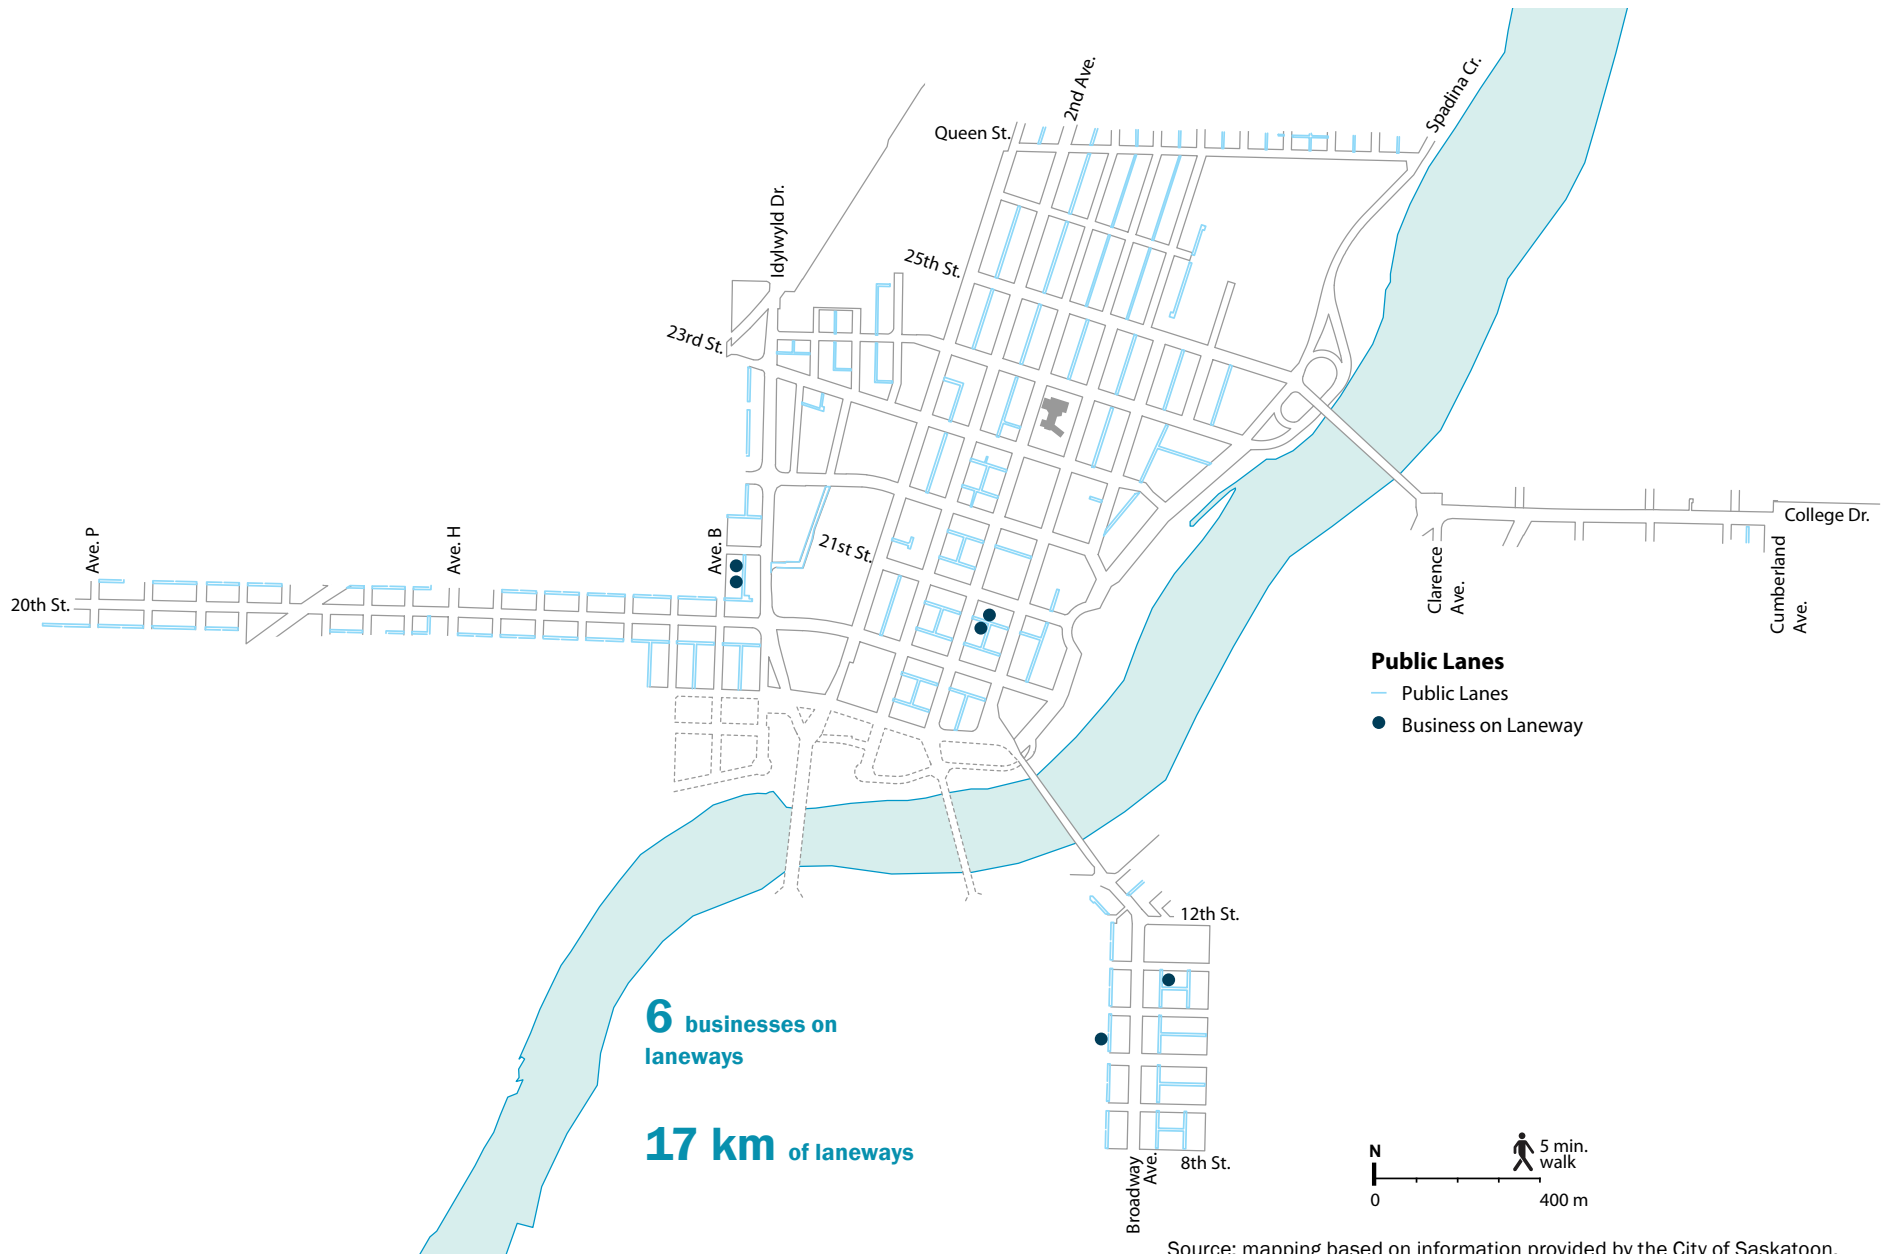 2nd Ave.
Spadina Cr.
Queen St.
Idylwyld Dr.
25th St.
23rd St.
College Dr.
Ave. P
Ave. H
Ave. B
21st St.
Clarence
Ave.
Cumberland
Ave.
20th St.
Public Lanes
Public Lanes
Business on Laneway
12th St.
6 businesses on
laneways
17 km of laneways
8th St.
Broadway
Ave.
N
5 min.
walk
0
400 m
Source: mapping based on information provided by the City of Saskatoon.